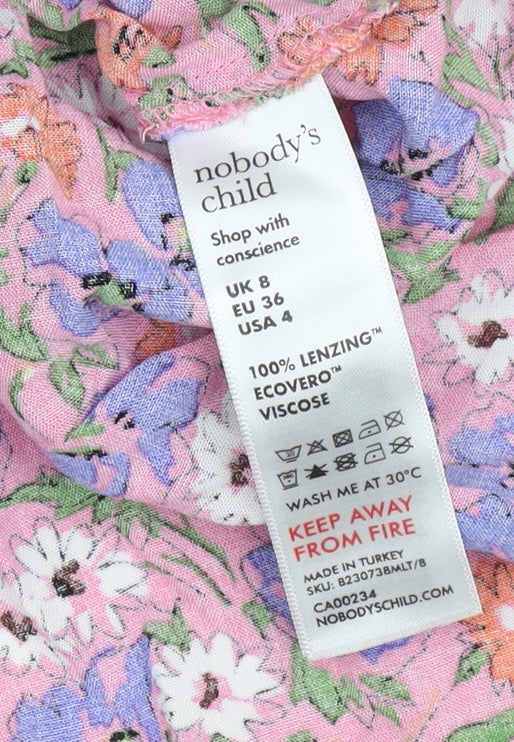 nobody's
child
Shop with
conscience
UK 8
EU 36
USA 4
100% LENZING™
ECOVERO™
VISCOSE
WASH ME AT 30°C
KEEP AWAY
FROM FIRE
MADE IN TURKEY
SKU: B23073BMLT/8
CA00234
NOBODYSCHILD.COM